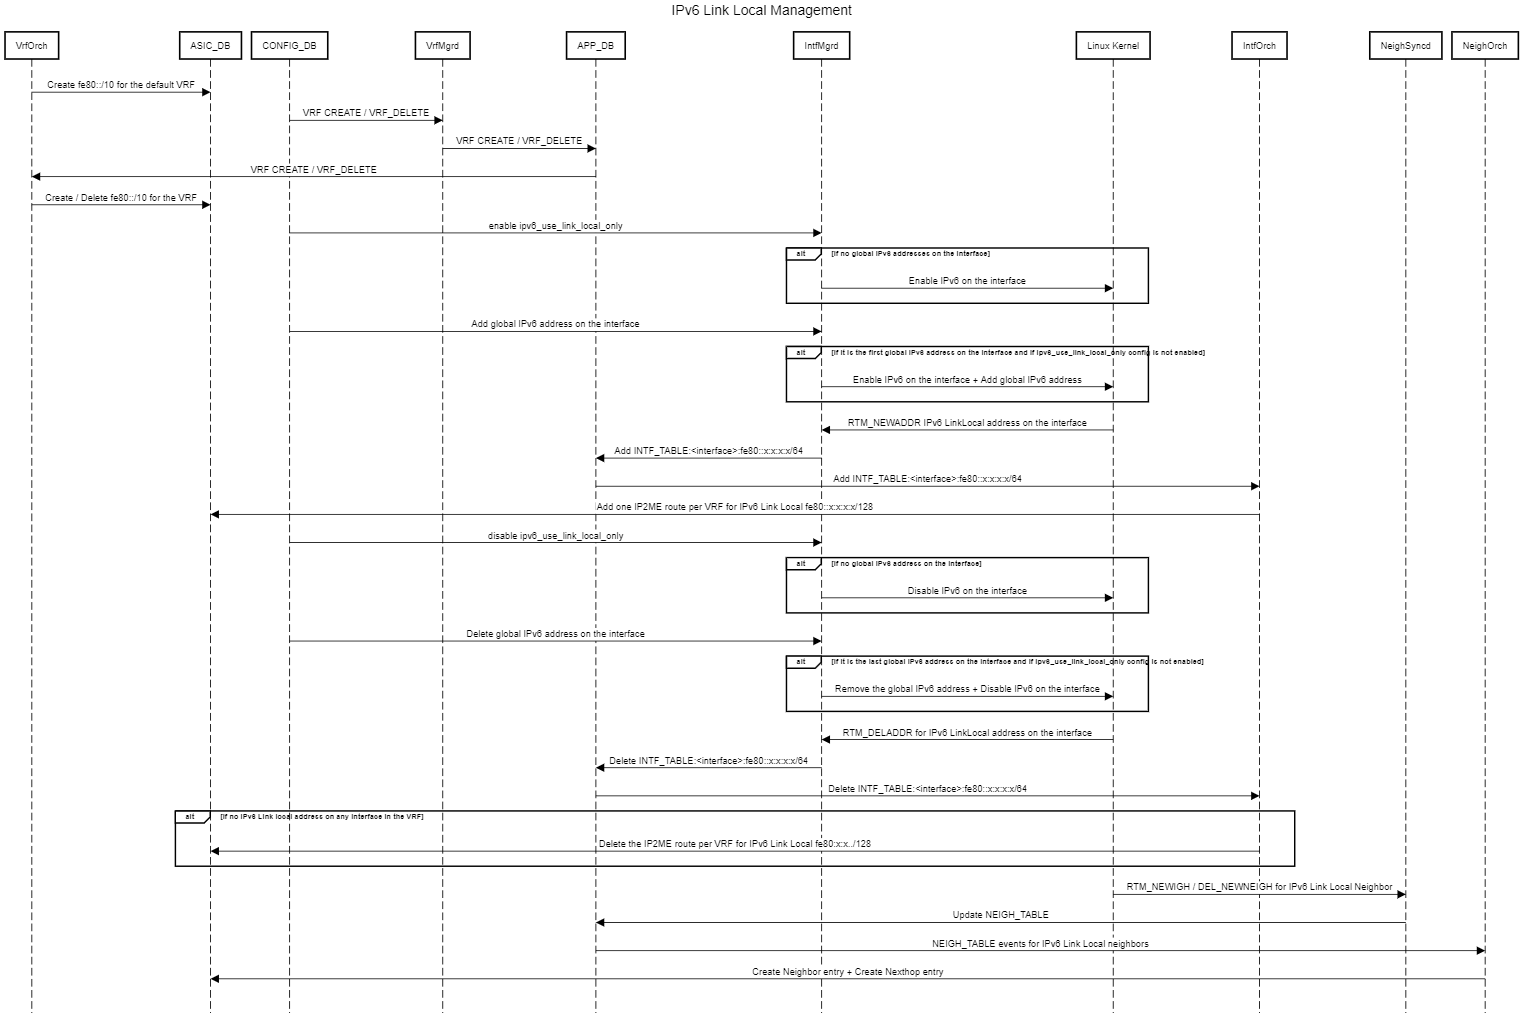 IPv6 Link Local Management
VrfOrch
ASIC_DB
CONFIG_DB
VrfMgrd
APP_DB
IntfMgrd
Linux Kernel
IntfOrch
NeighSyncd
NeighOrch
Create fe80::/10 for the default VRF
VRF CREATE / VRF_DELETE
VRF CREATE / VRF_DELETE
VRF CREATE / VRF_DELETE
Create / Delete fe80::/10 for the VRF
enable ipv6_use_link_local_only
alt [If no global IPv6 addresses on the interface]
Enable IPv6 on the interface
Add global IPv6 address on the interface
alt [If it is the first global IPv6 address on the interface and if ipv6_use_link_local_only config is not enabled]
Enable IPv6 on the interface + Add global IPv6 address
RTM_NEWADDR IPv6 LinkLocal address on the interface
Add INTF_TABLE:<interface>:fe80::x:x:x:x/64
Add INTF_TABLE:<interface>:fe80::x:x:x:x/64
Add one IP2ME route per VRF for IPv6 Link Local fe80::x:x:x:x/128
disable ipv6_use_link_local_only
alt [If no global IPv6 address on the interface]
Disable IPv6 on the interface
Delete global IPv6 address on the interface
alt [If it is the last global IPv6 address on the interface and if ipv6_use_link_local_only config is not enabled]
Remove the global IPv6 address + Disable IPv6 on the interface
RTM_DELADDR for IPv6 LinkLocal address on the interface
Delete INTF_TABLE:<interface>:fe80::x:x:x:x/64
Delete INTF_TABLE:<interface>:fe80::x:x:x:x/64
alt [If no IPv6 Link local address on any interface in the VRF]
Delete the IP2ME route per VRF for IPv6 Link Local fe80:x:x../128
RTM_NEWIGH / DEL_NEWNEIGH for IPv6 Link Local Neighbor
Update NEIGH_TABLE
NEIGH_TABLE events for IPv6 Link Local neighbors
Create Neighbor entry + Create Nexthop entry